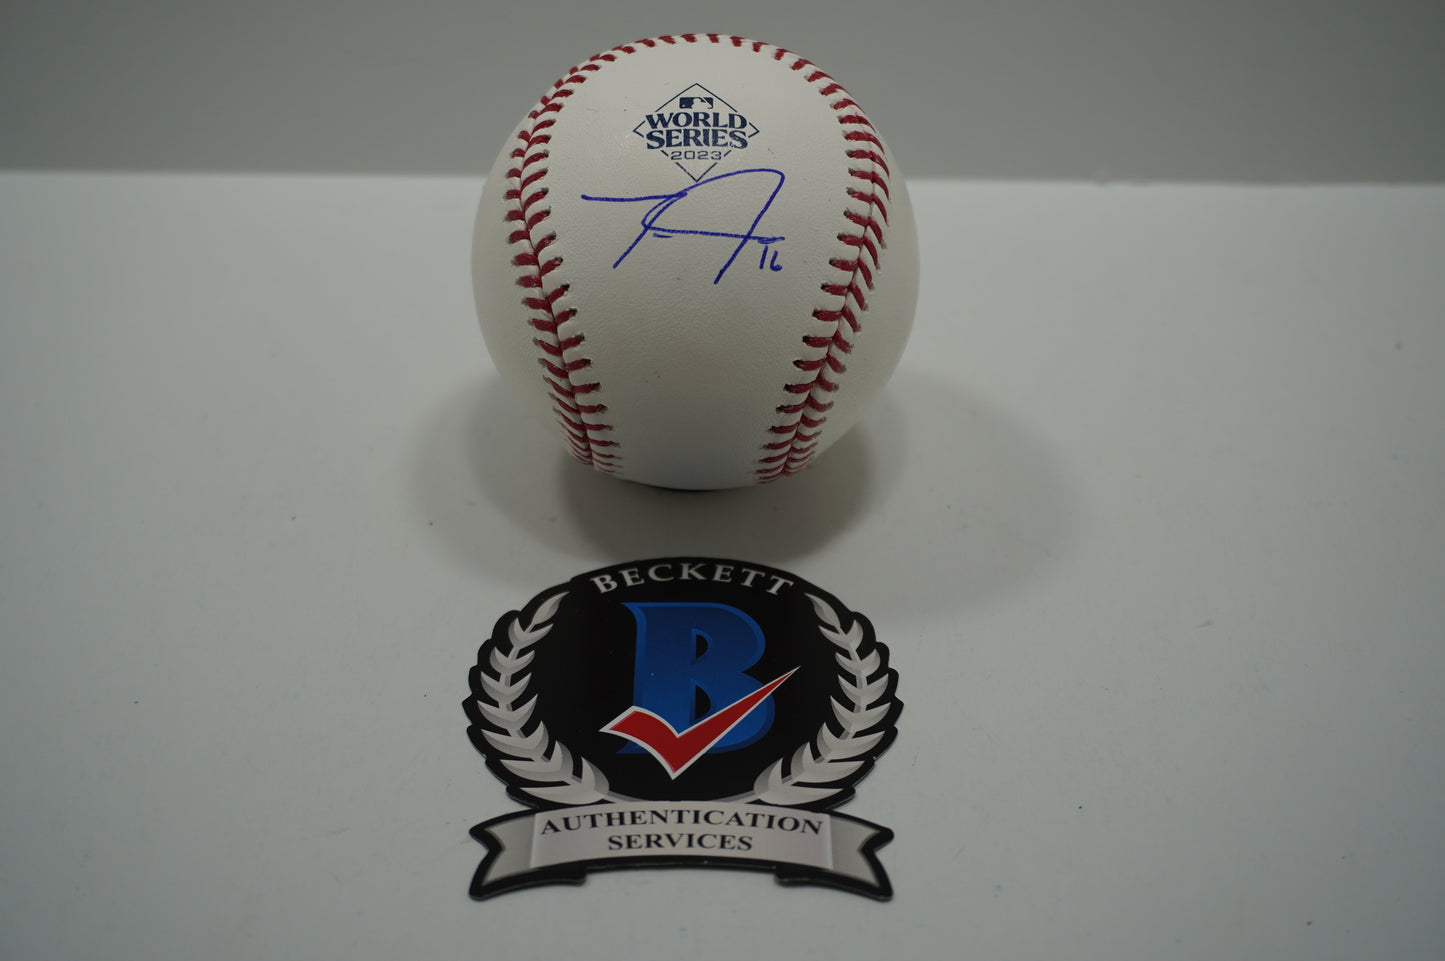 WORLD
SERIES
2023
16
BECKETT
B
AUTHENTICATION
SERVICES